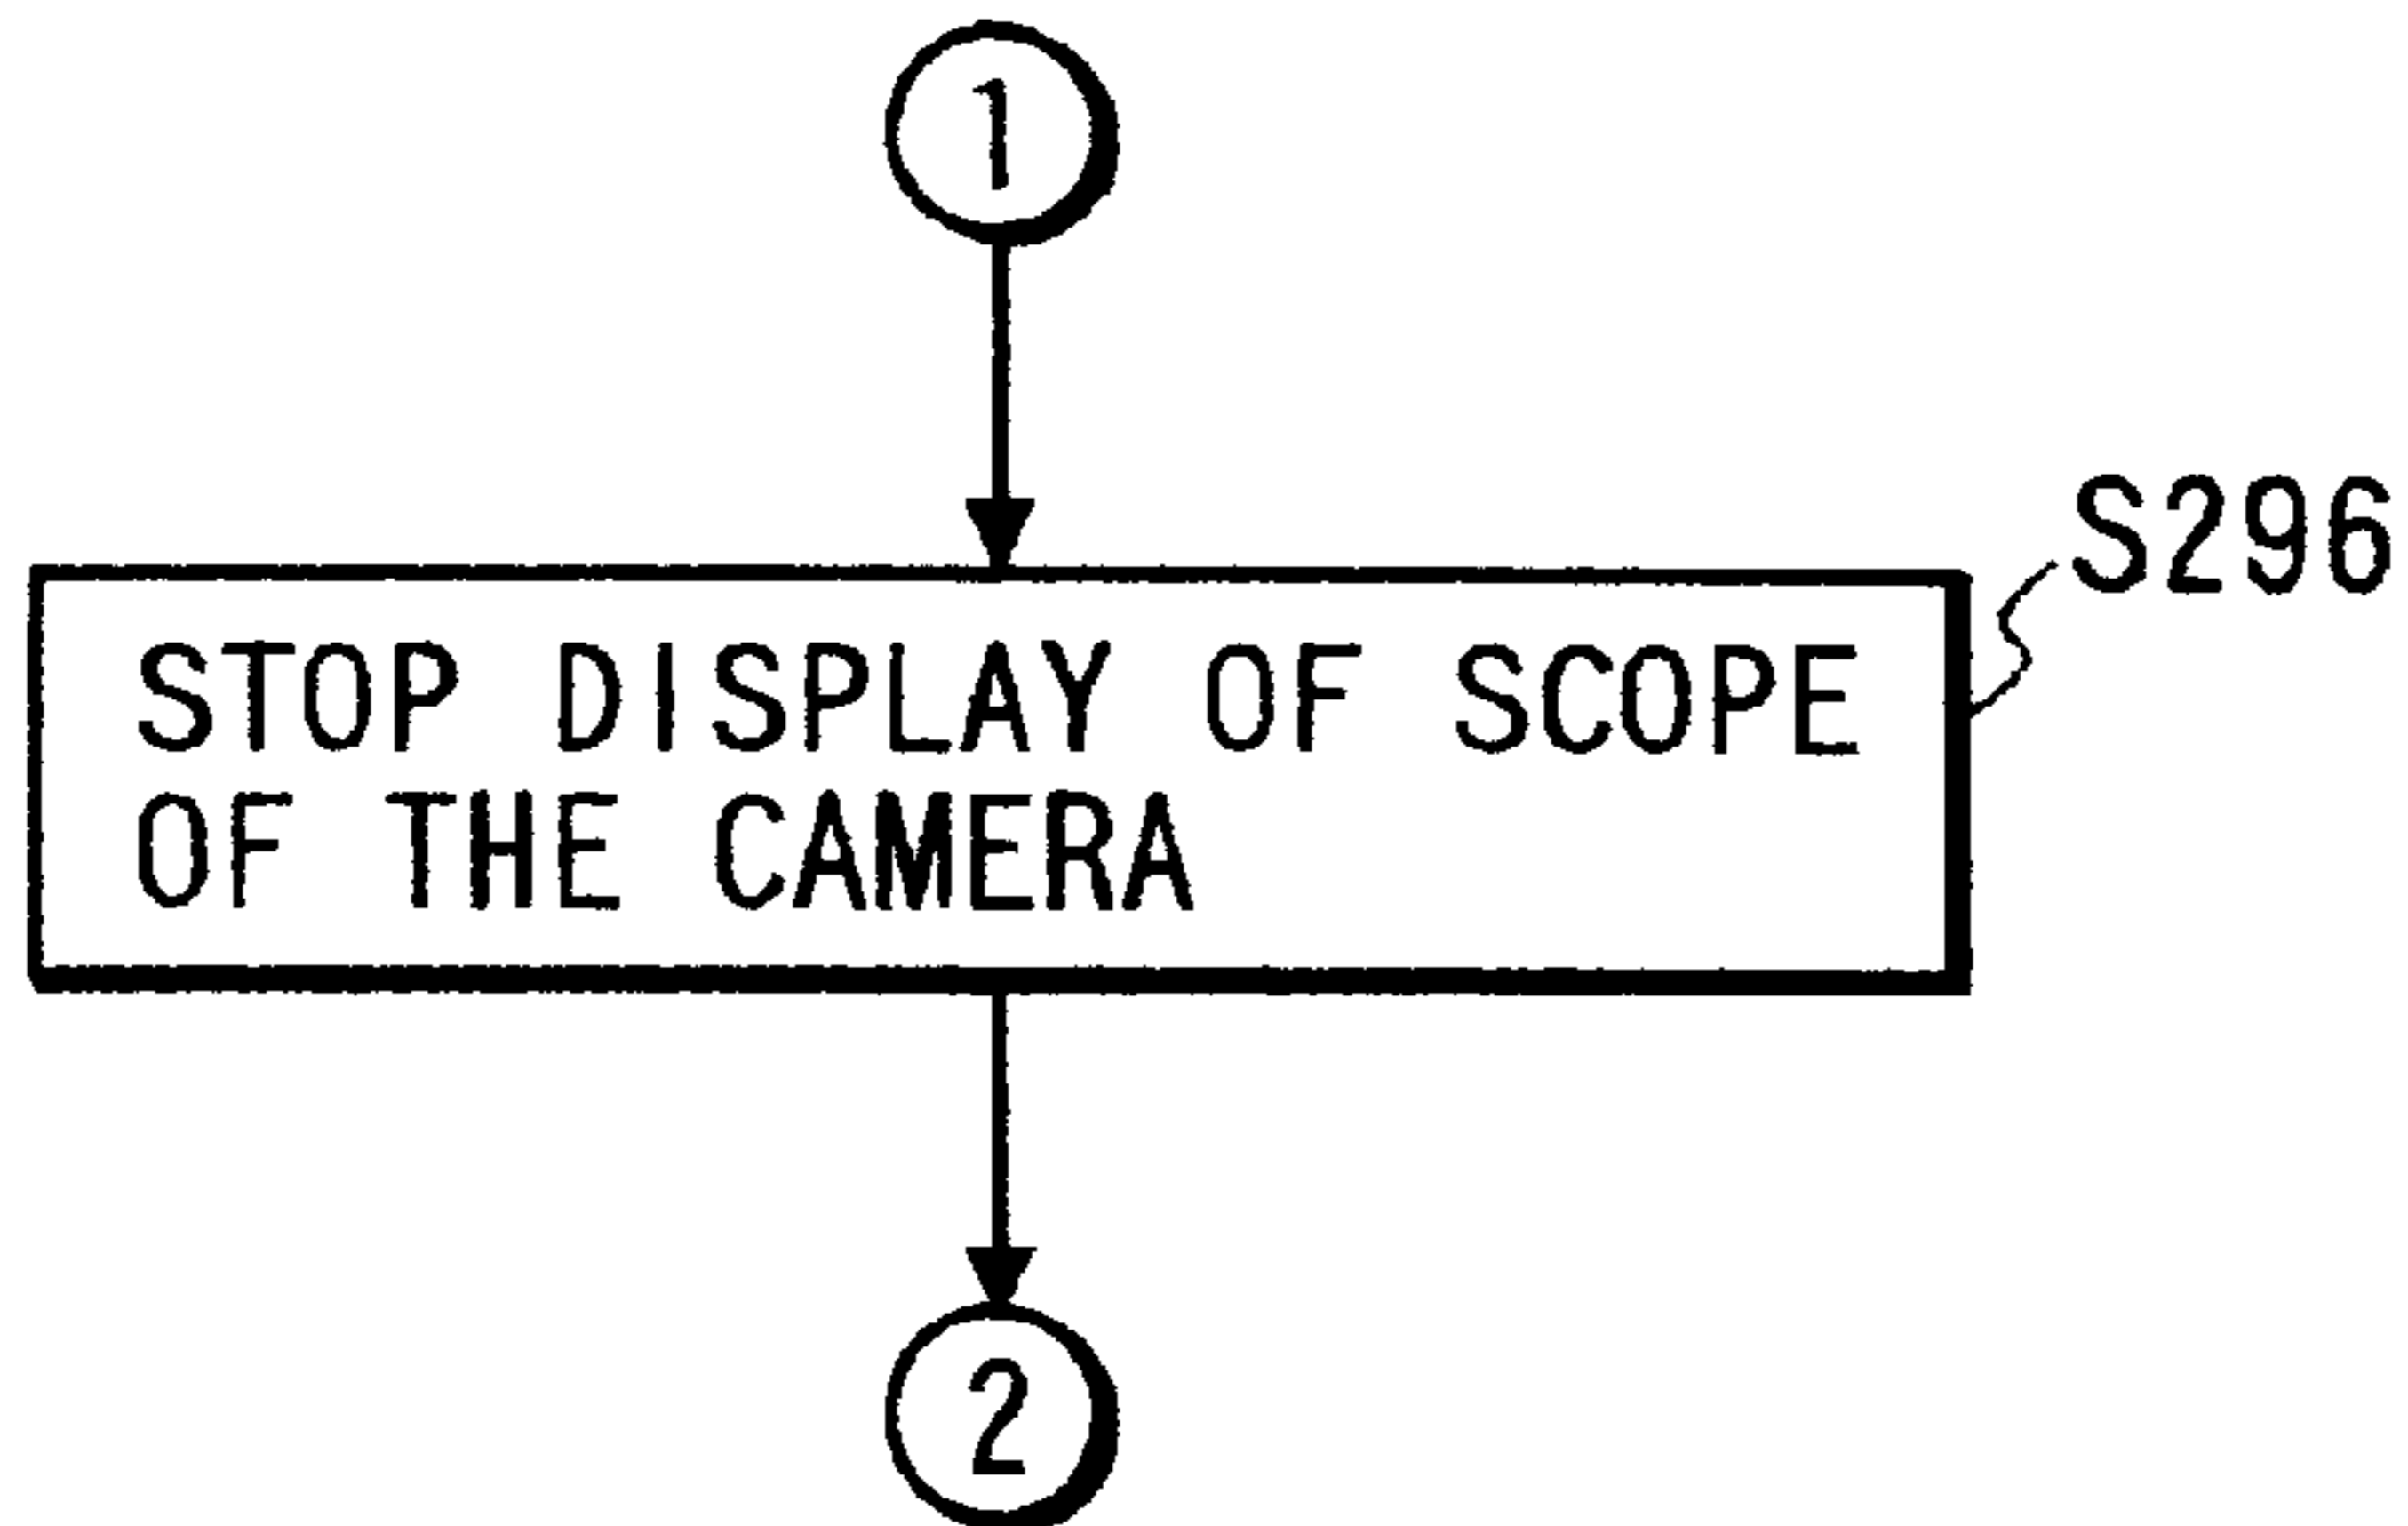 1
S296
STOP DISPLAY OF SCOPE
OF THE CAMERA
2